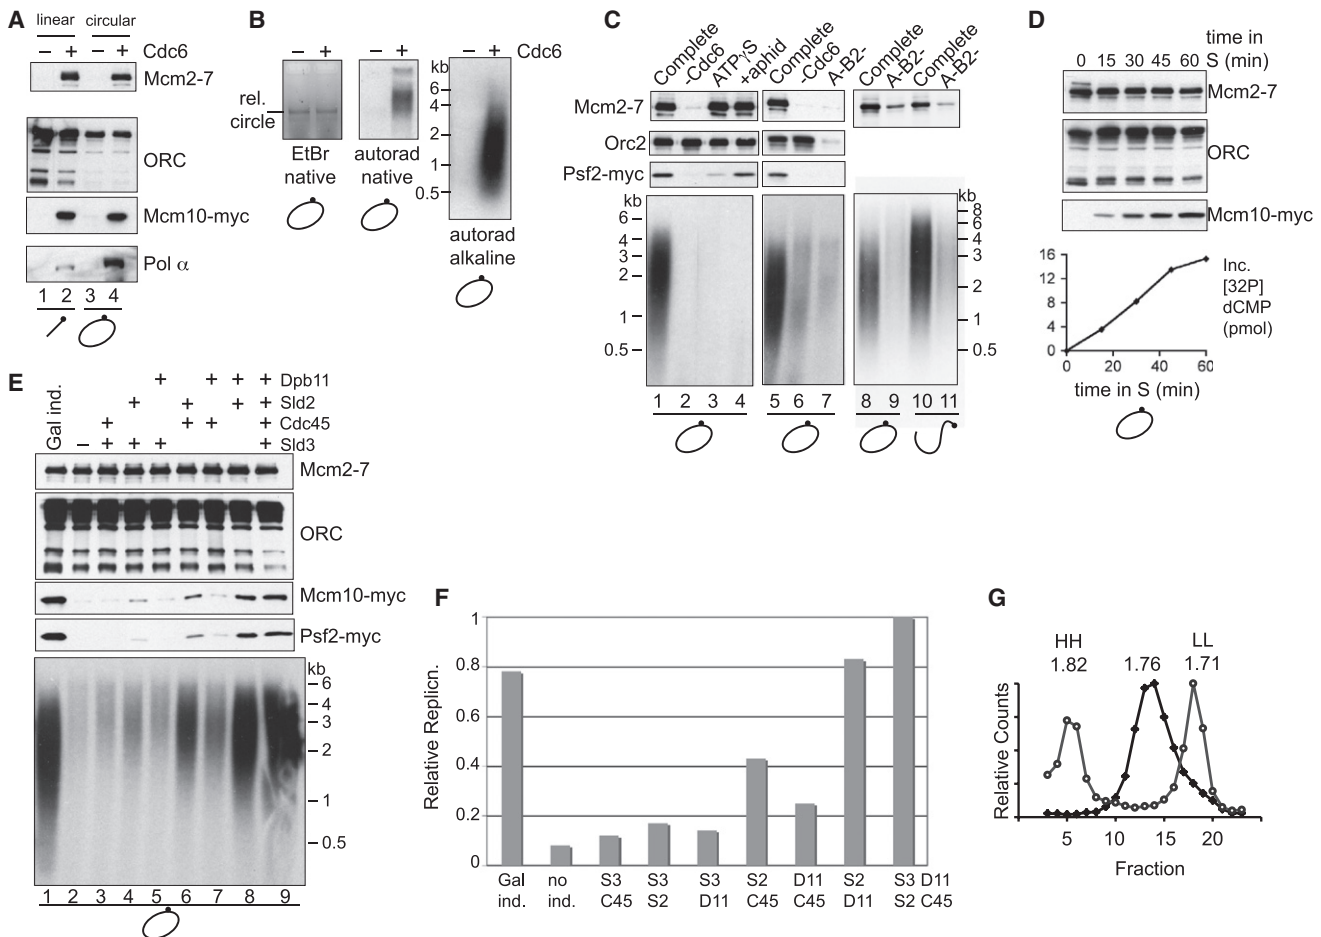 A
linear circular
– + – + Cdc6
Mcm2-7
ORC
Mcm10-myc
Pol α
1 2 3 4
B
– + – + – + Cdc6
kb
6
4
2
1
0.5
rel.
circle
EtBr
native
autorad
native
autorad
alkaline
C
Complete
-Cdc6
ATPγS
+aphid
Complete
-Cdc6
A-B2-
Complete
A-B2-
Complete
A-B2-
Mcm2-7
Orc2
Psf2-myc
kb
6
4
3
2
1
0.5
kb
8
6
4
3
2
1
0.5
1 2 3 4 5 6 7 8 9 10 11
D
time in
0 15 30 45 60 S (min)
Mcm2-7
ORC
Mcm10-myc
16
12
8
4
0
0 20 40 60
time in S (min)
Inc.
[32P]
dCMP
(pmol)
E
Gal ind.
+ + + + Dpb11
+ + + + Sld2
+ + + + Cdc45
– + + + + Sld3
Mcm2-7
ORC
Mcm10-myc
Psf2-myc
kb
6
4
3
2
1
0.5
1 2 3 4 5 6 7 8 9
F
Relative Replicn.
1
0.8
0.6
0.4
0.2
0
Gal no S3 S3 S3 S2 D11 S2 S3 D11
ind. ind. C45 S2 D11 C45 C45 D11 S2 C45
G
HH LL
1.82 1.76 1.71
Relative Counts
5 10 15 20
Fraction